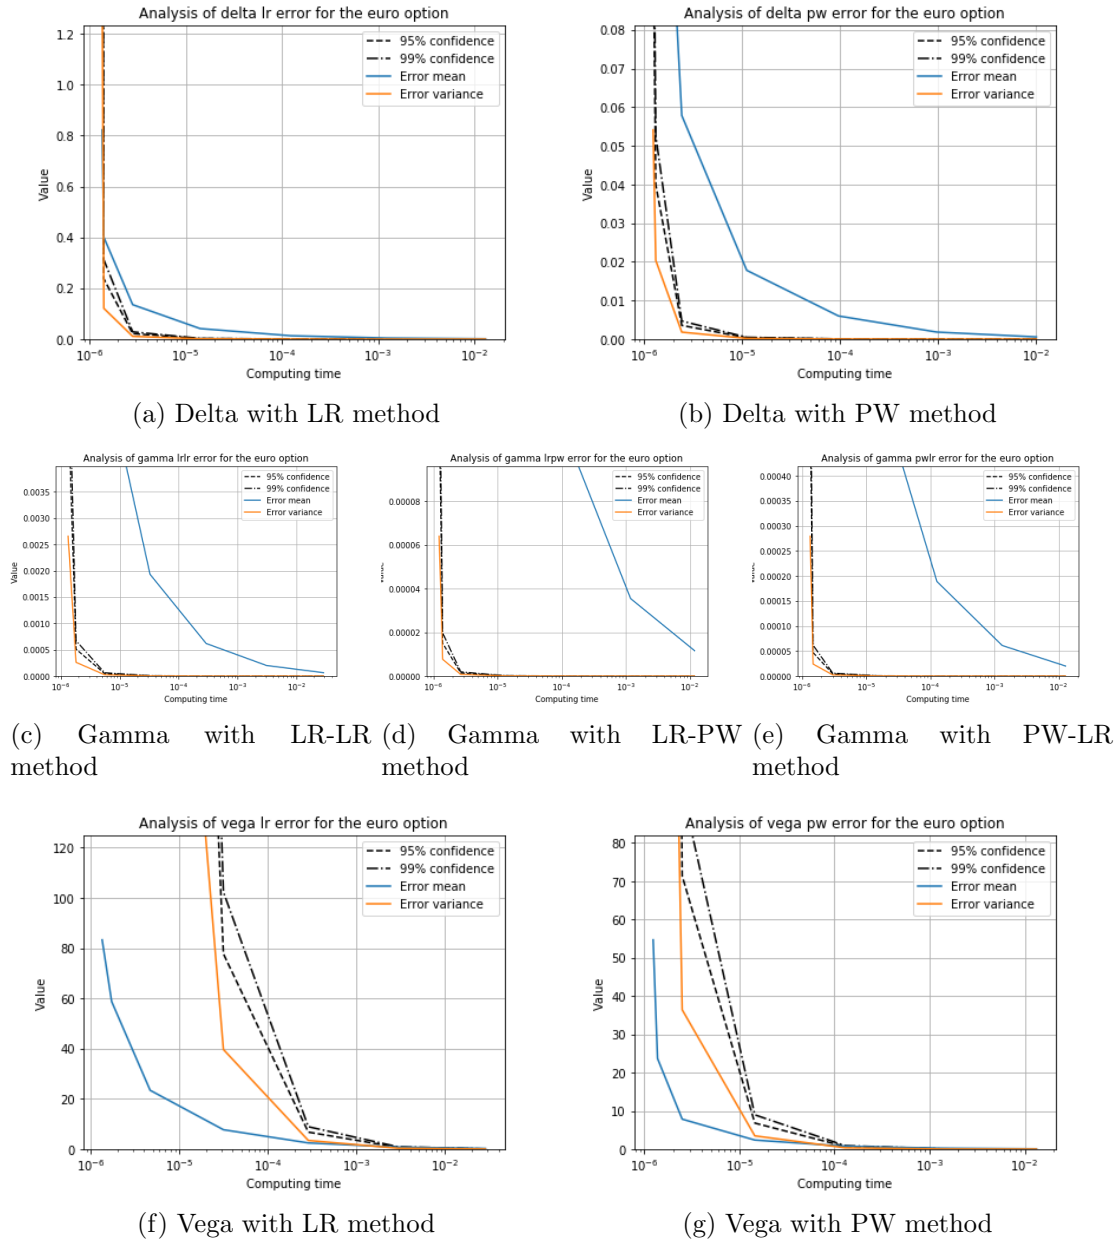 Analysis of delta lr error for the euro option
1.2
1.0
0.8
0.6
0.4
0.2
0.0
Value
10⁻⁶ 10⁻⁵ 10⁻⁴ 10⁻³ 10⁻²
Computing time
95% confidence
99% confidence
Error mean
Error variance
(a) Delta with LR method
Analysis of delta pw error for the euro option
0.08
0.07
0.06
0.05
0.04
0.03
0.02
0.01
0.00
Value
10⁻⁶ 10⁻⁵ 10⁻⁴ 10⁻³ 10⁻²
Computing time
95% confidence
99% confidence
Error mean
Error variance
(b) Delta with PW method
Analysis of gamma lrlr error for the euro option
0.0035
0.0030
0.0025
0.0020
0.0015
0.0010
0.0005
0.0000
Value
10⁻⁶ 10⁻⁵ 10⁻⁴ 10⁻³ 10⁻²
Computing time
95% confidence
99% confidence
Error mean
Error variance
(c) Gamma with LR-LR
method
Analysis of gamma lrpw error for the euro option
0.00008
0.00006
0.00004
0.00002
0.00000
10⁻⁶ 10⁻⁵ 10⁻⁴ 10⁻³ 10⁻²
Computing time
95% confidence
99% confidence
Error mean
Error variance
(d) Gamma with LR-PW
method
Analysis of gamma pwlr error for the euro option
0.00040
0.00035
0.00030
0.00025
0.00020
0.00015
0.00010
0.00005
0.00000
10⁻⁶ 10⁻⁵ 10⁻⁴ 10⁻³ 10⁻²
Computing time
95% confidence
99% confidence
Error mean
Error variance
(e) Gamma with PW-LR
method
Analysis of vega lr error for the euro option
120
100
80
60
40
20
0
Value
10⁻⁶ 10⁻⁵ 10⁻⁴ 10⁻³ 10⁻²
Computing time
95% confidence
99% confidence
Error mean
Error variance
(f) Vega with LR method
Analysis of vega pw error for the euro option
80
70
60
50
40
30
20
10
0
Value
10⁻⁶ 10⁻⁵ 10⁻⁴ 10⁻³ 10⁻²
Computing time
95% confidence
99% confidence
Error mean
Error variance
(g) Vega with PW method